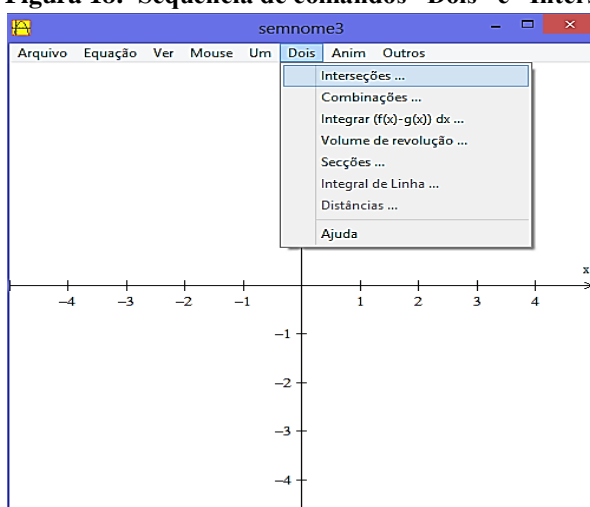 Figura 18: Sequência de comandos "Dois" e "Inters
semnome3
Arquivo Equação Ver Mouse Um Dois Anim Outros
Interseções ...
Combinações ...
Integrar (f(x)-g(x)) dx ...
Volume de revolução ...
Secções ...
Integral de Linha ...
Distâncias ...
Ajuda
x
-4 -3 -2 -1 1 2 3 4
-1
-2
-3
-4